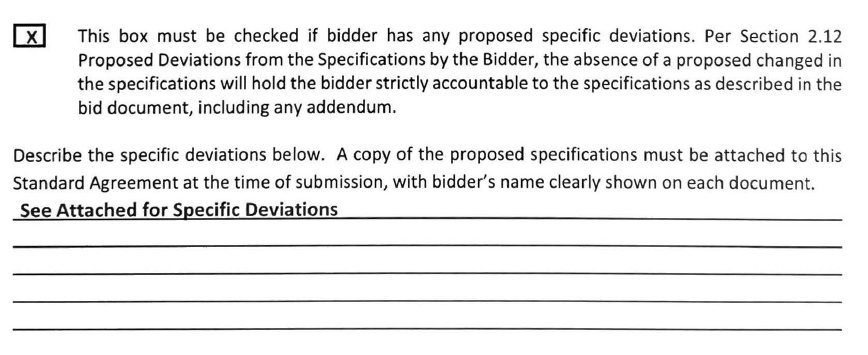 X This box must be checked if bidder has any proposed specific deviations. Per Section 2.12
Proposed Deviations from the Specifications by the Bidder, the absence of a proposed changed in
the specifications will hold the bidder strictly accountable to the specifications as described in the
bid document, including any addendum.
Describe the specific deviations below. A copy of the proposed specifications must be attached to this
Standard Agreement at the time of submission, with bidder's name clearly shown on each document.
See Attached for Specific Deviations